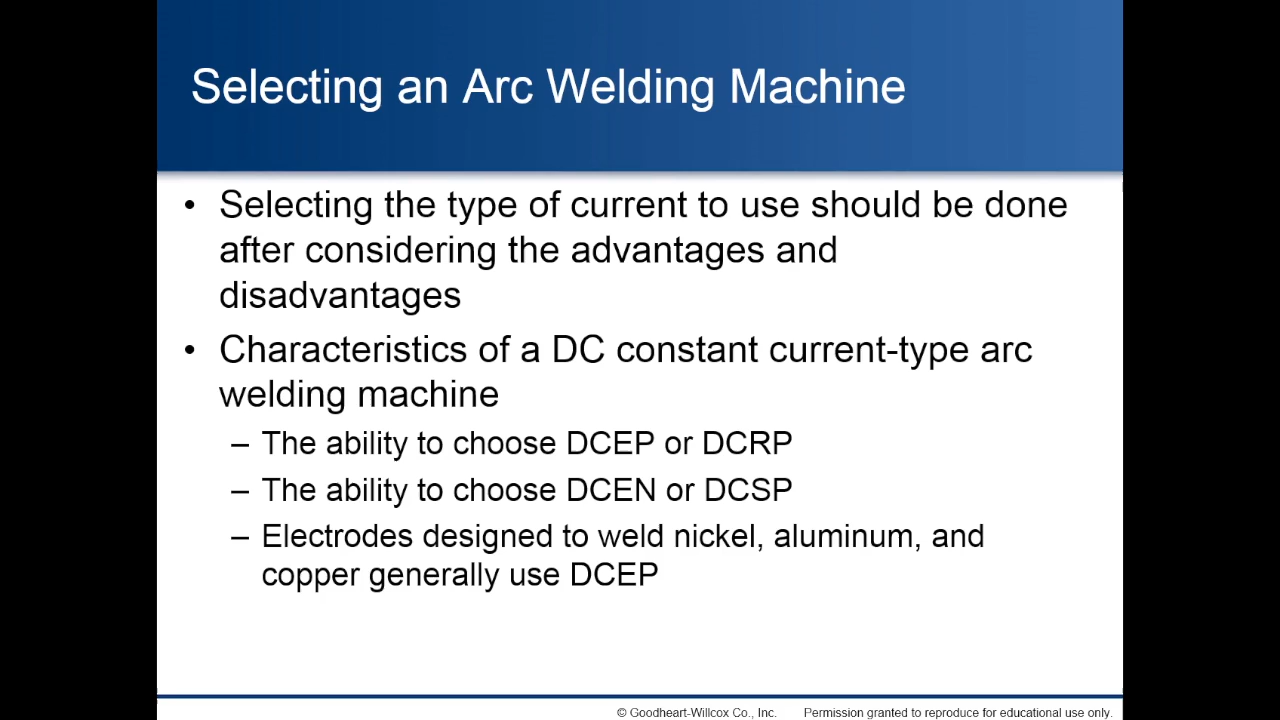 Selecting an Arc Welding Machine
• Selecting the type of current to use should be done
after considering the advantages and
disadvantages
• Characteristics of a DC constant current-type arc
welding machine
– The ability to choose DCEP or DCRP
– The ability to choose DCEN or DCSP
– Electrodes designed to weld nickel, aluminum, and
copper generally use DCEP
© Goodheart-Willcox Co., Inc. Permission granted to reproduce for educational use only.